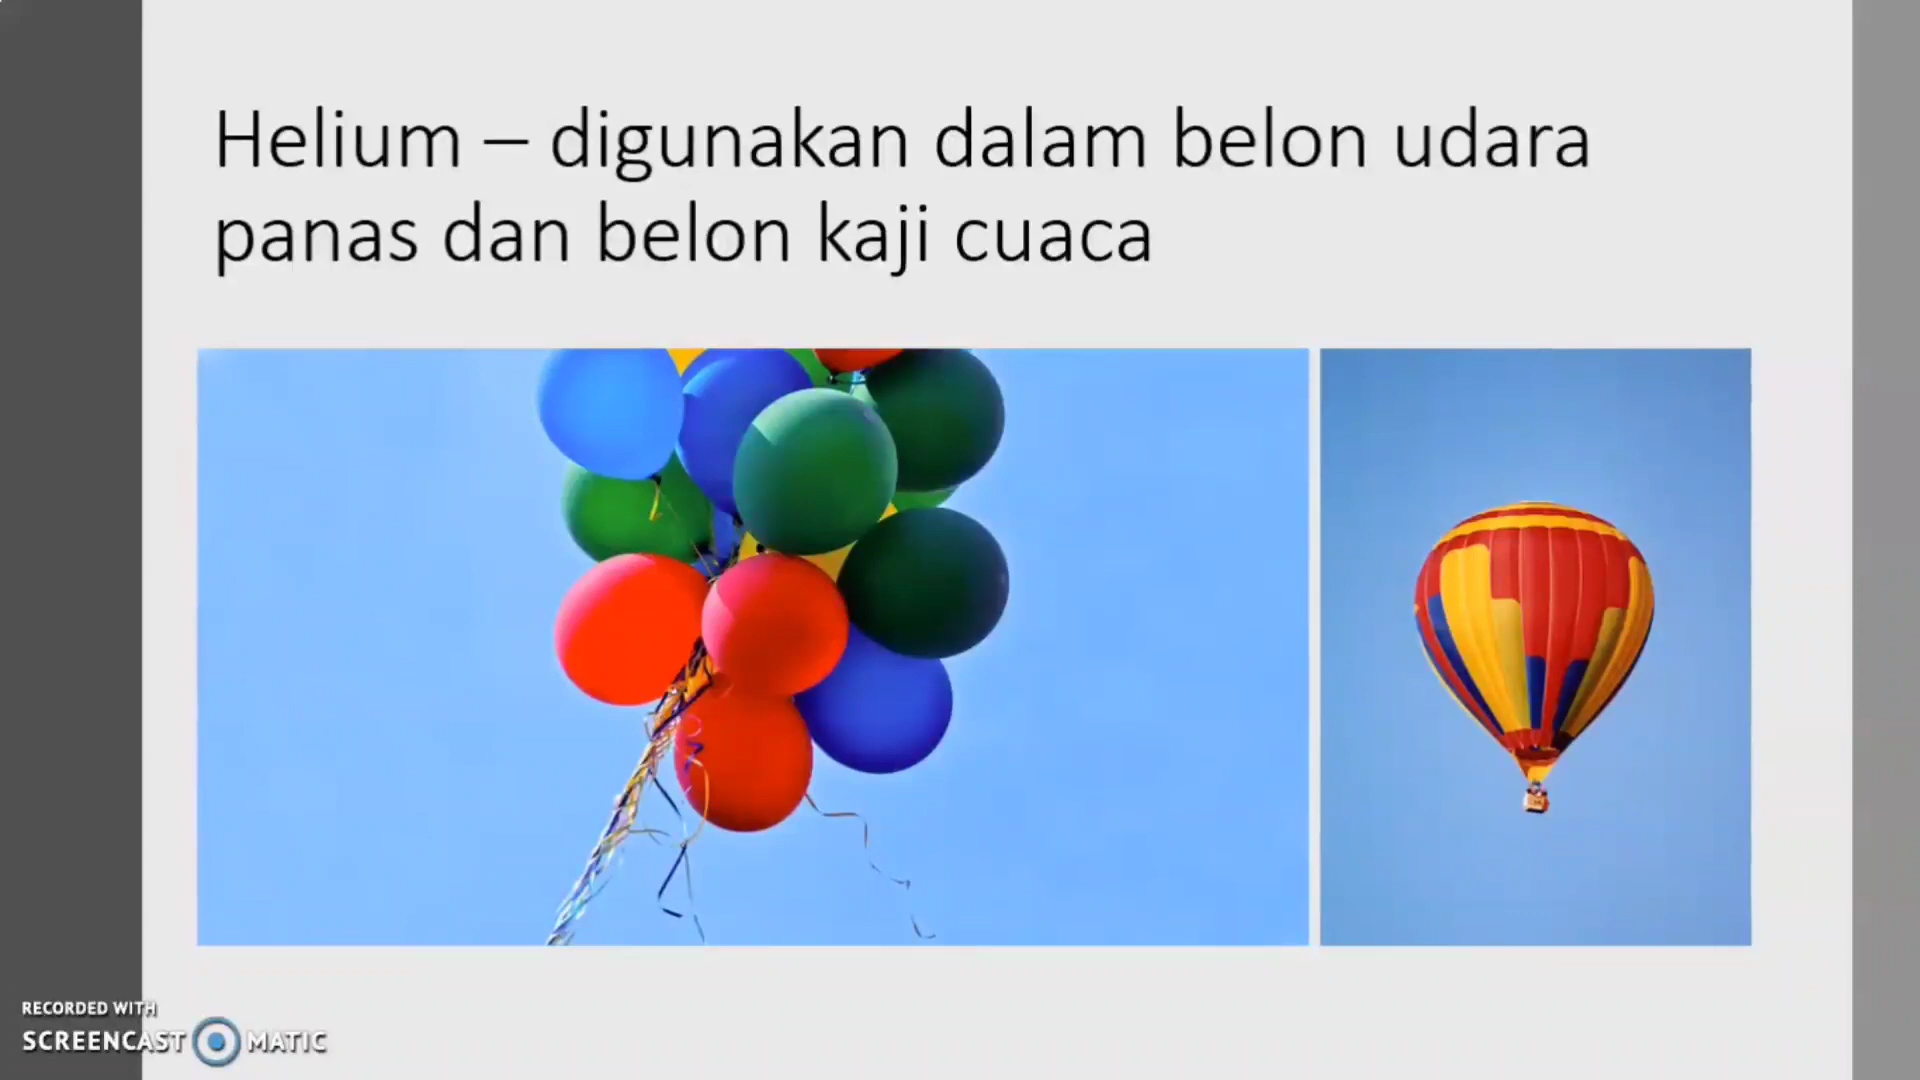 Helium – digunakan dalam belon udara
panas dan belon kaji cuaca
RECORDED WITH
SCREENCAST MATIC